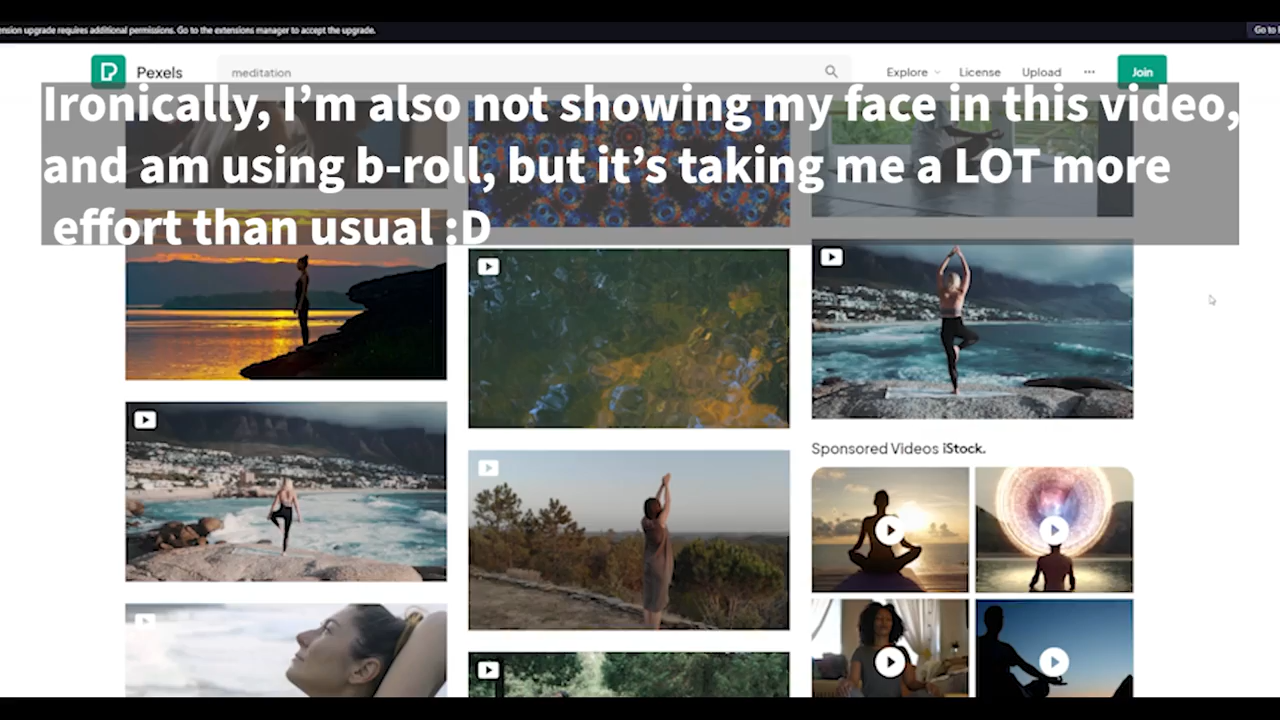 ension upgrade requires additional permissions. Go to the extensions manager to accept the upgrade.
Go to
Pexels
meditation
Explore
License
Upload
Join
Ironically, I’m also not showing my face in this video,
and am using b-roll, but it’s taking me a LOT more
effort than usual :D
Sponsored Videos iStock.